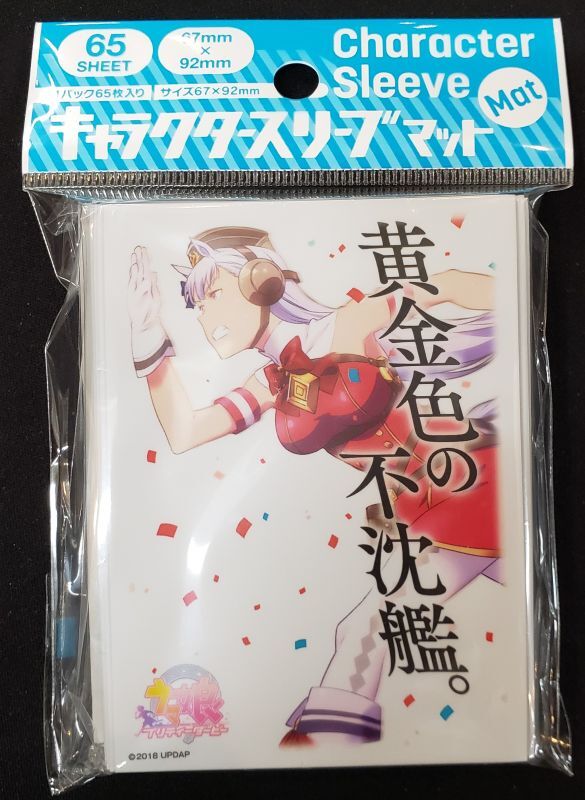 65
SHEET
67mm
×
92mm
Character
Sleeve
Mat
1パック65枚入り
サイズ67×92mm
キャラクタースリーブマット
黄金色の不沈艦。
ウマ娘
プリティーダービー
©2018 UPDAP